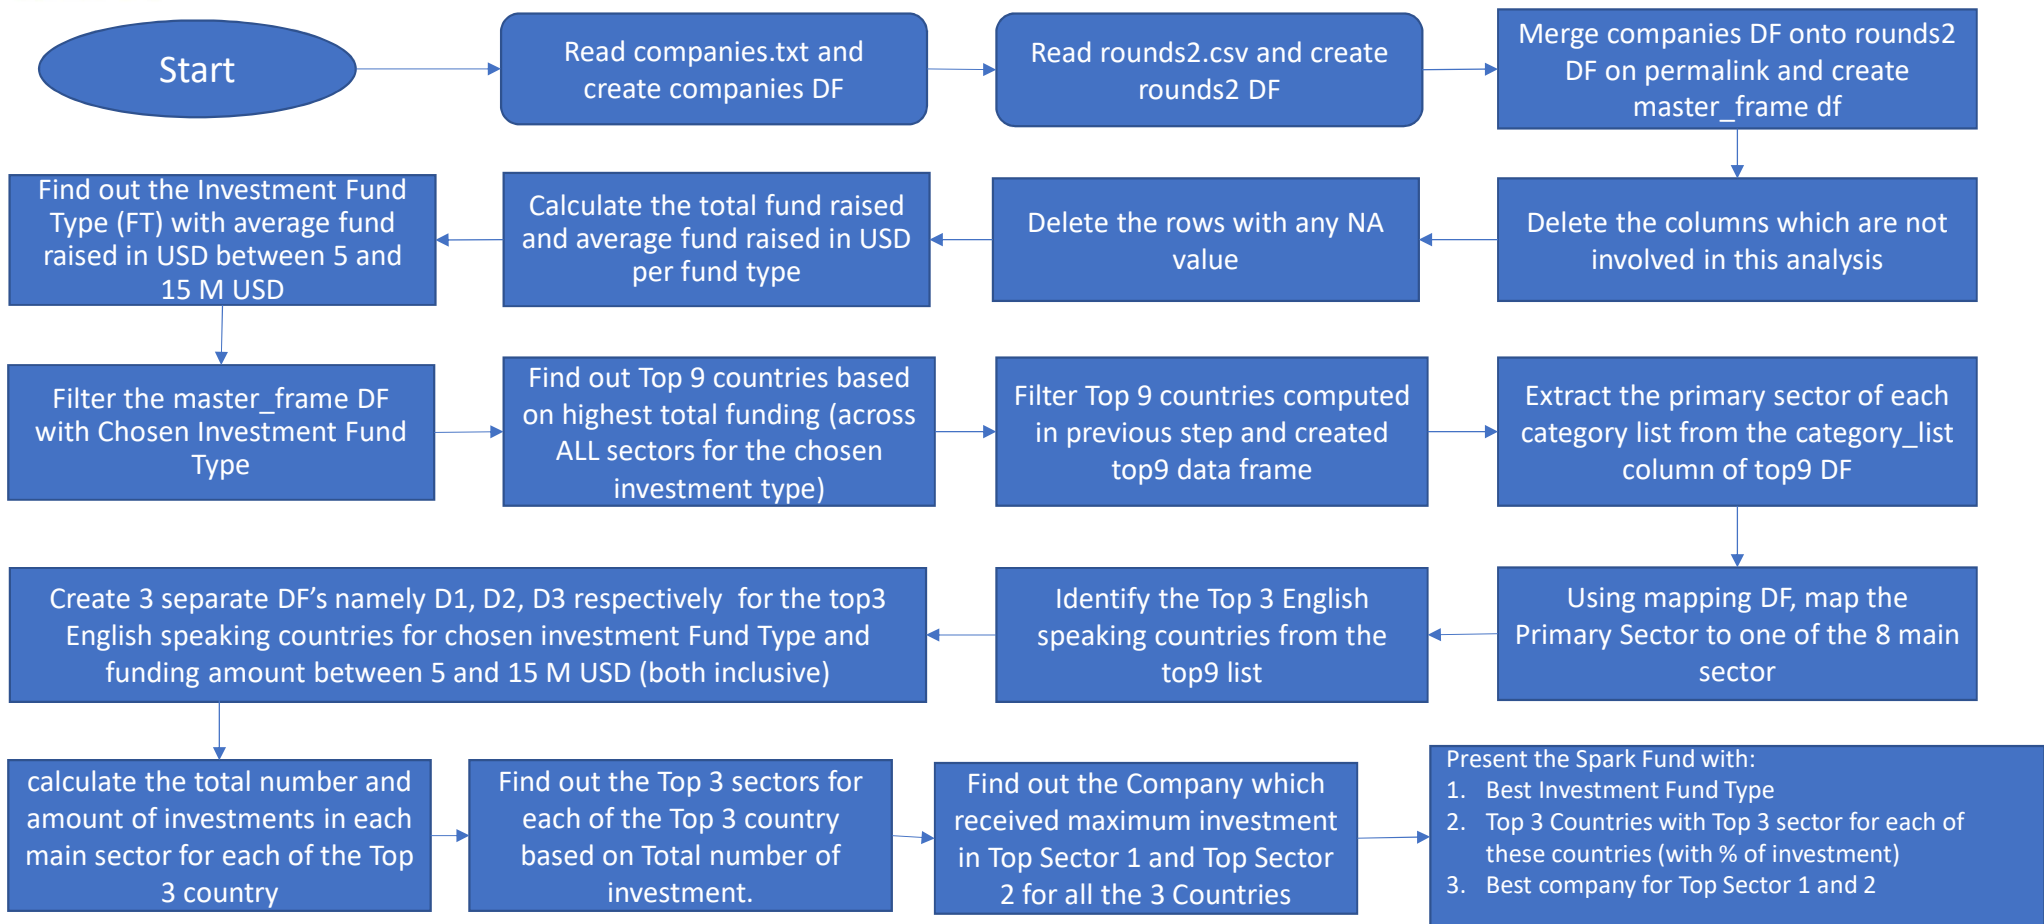 Start
Read companies.txt and
create companies DF
Read rounds2.csv and create
rounds2 DF
Merge companies DF onto rounds2
DF on permalink and create
master_frame df
Delete the columns which are not
involved in this analysis
Delete the rows with any NA
value
Calculate the total fund raised
and average fund raised in USD
per fund type
Find out the Investment Fund
Type (FT) with average fund
raised in USD between 5 and
15 M USD
Filter the master_frame DF
with Chosen Investment Fund
Type
Find out Top 9 countries based
on highest total funding (across
ALL sectors for the chosen
investment type)
Filter Top 9 countries computed
in previous step and created
top9 data frame
Extract the primary sector of each
category list from the category_list
column of top9 DF
Using mapping DF, map the
Primary Sector to one of the 8 main
sector
Identify the Top 3 English
speaking countries from the
top9 list
Create 3 separate DF’s namely D1, D2, D3 respectively  for the top3
English speaking countries for chosen investment Fund Type and
funding amount between 5 and 15 M USD (both inclusive)
calculate the total number and
amount of investments in each
main sector for each of the Top
3 country
Find out the Top 3 sectors for
each of the Top 3 country
based on Total number of
investment.
Find out the Company which
received maximum investment
in Top Sector 1 and Top Sector
2 for all the 3 Countries
Present the Spark Fund with:
1. Best Investment Fund Type
2. Top 3 Countries with Top 3 sector for each of
these countries (with % of investment)
3. Best company for Top Sector 1 and 2